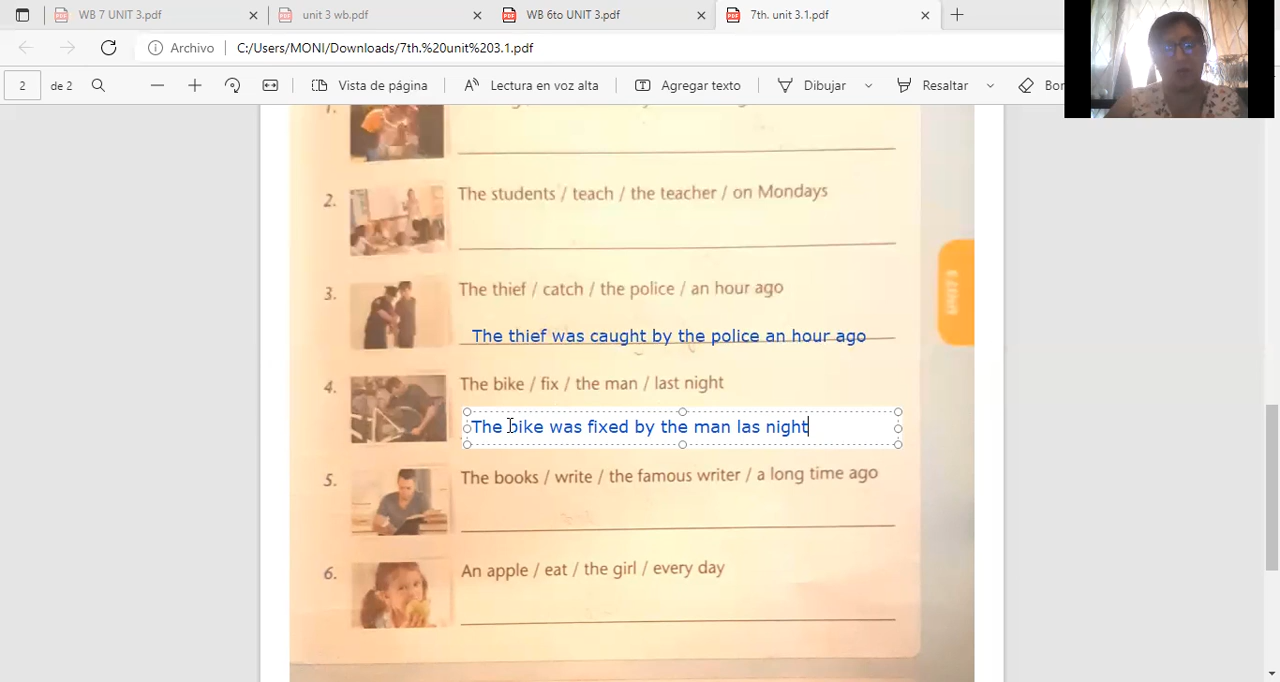 WB 7 UNIT 3.pdf
unit 3 wb.pdf
WB 6to UNIT 3.pdf
7th. unit 3.1.pdf
Archivo
C:/Users/MONI/Downloads/7th.%20unit%203.1.pdf
2 de 2
Vista de página
Lectura en voz alta
Agregar texto
Dibujar
Resaltar
Bor
1.
2. The students / teach / the teacher / on Mondays
3. The thief / catch / the police / an hour ago
The thief was caught by the police an hour ago
4. The bike / fix / the man / last night
The bike was fixed by the man las night
5. The books / write / the famous writer / a long time ago
6. An apple / eat / the girl / every day